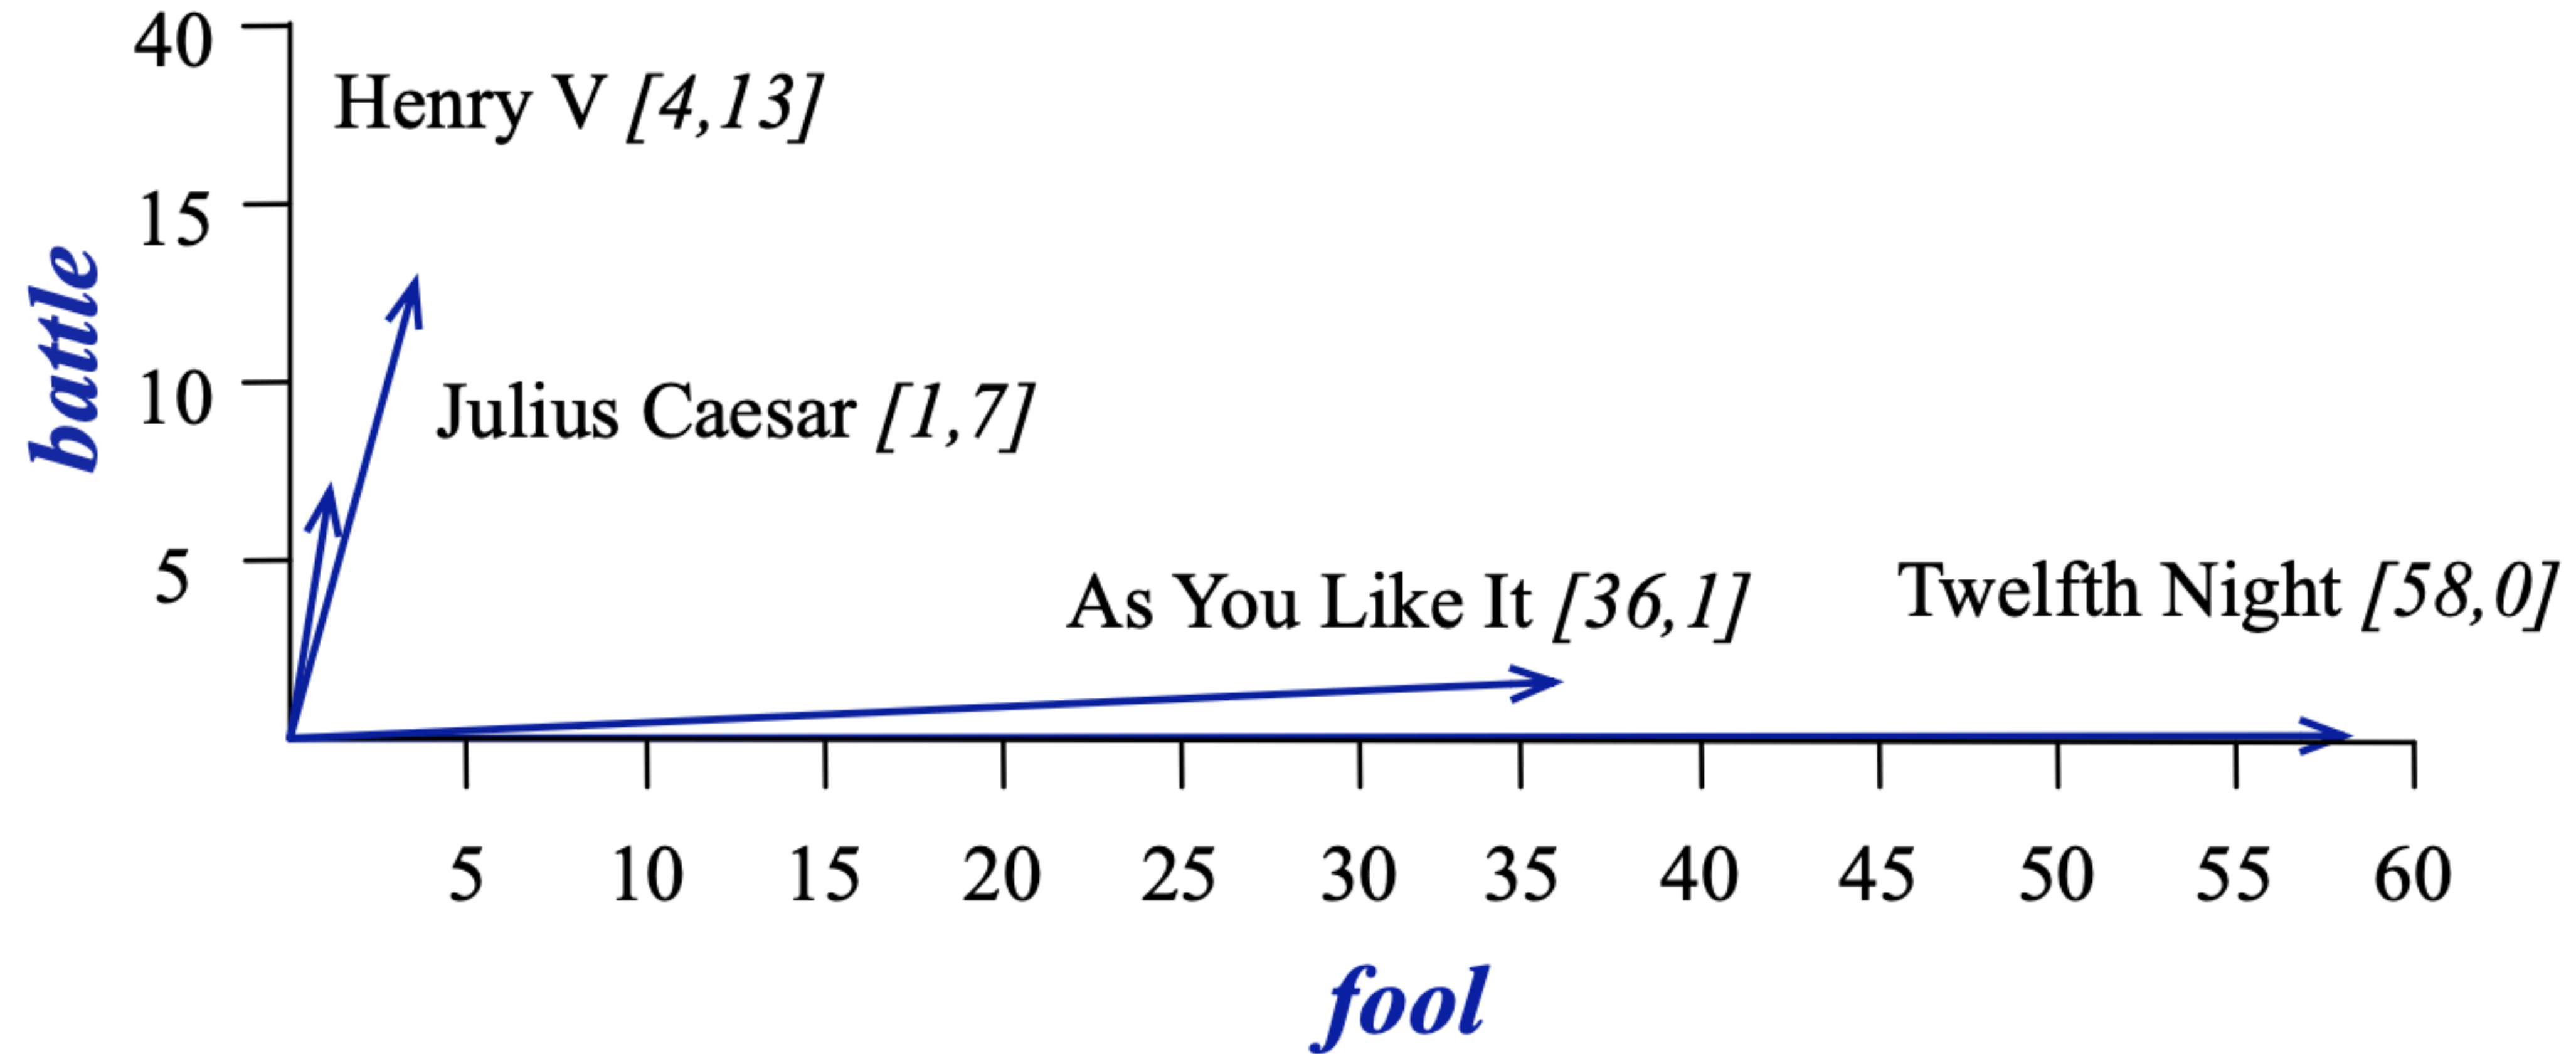 40
Henry V [4,13]
15
battle
10
Julius Caesar [1,7]
5
As You Like It [36,1]
Twelfth Night [58,0]
5 10 15 20 25 30 35 40 45 50 55 60
fool